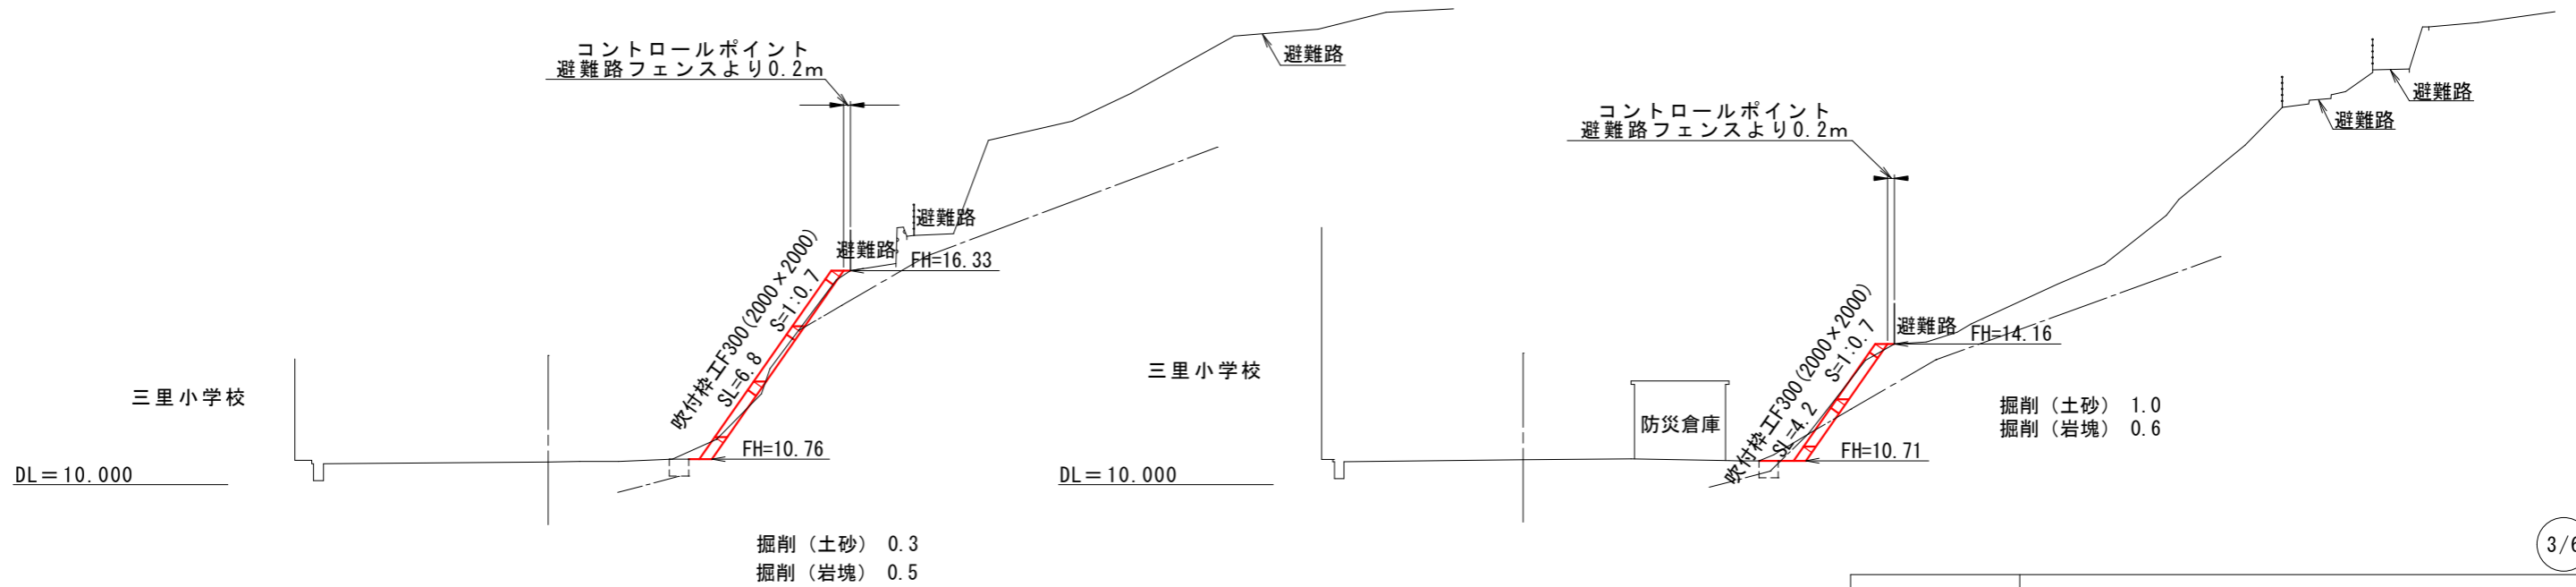 コントロールポイント
避難路フェンスより0.2m
避難路
避難路
避難路
FH=16.33
吹付枠工F300(2000×2000)
S=1:0.7
SL=6.8
三里小学校
FH=10.76
DL=10.000
掘削(土砂) 0.3
掘削(岩塊) 0.5
コントロールポイント
避難路フェンスより0.2m
避難路
避難路
避難路
FH=14.16
吹付枠工F300(2000×2000)
S=1:0.7
SL=4.2
三里小学校
防災倉庫
掘削(土砂) 1.0
掘削(岩塊) 0.6
FH=10.71
DL=10.000
3/6